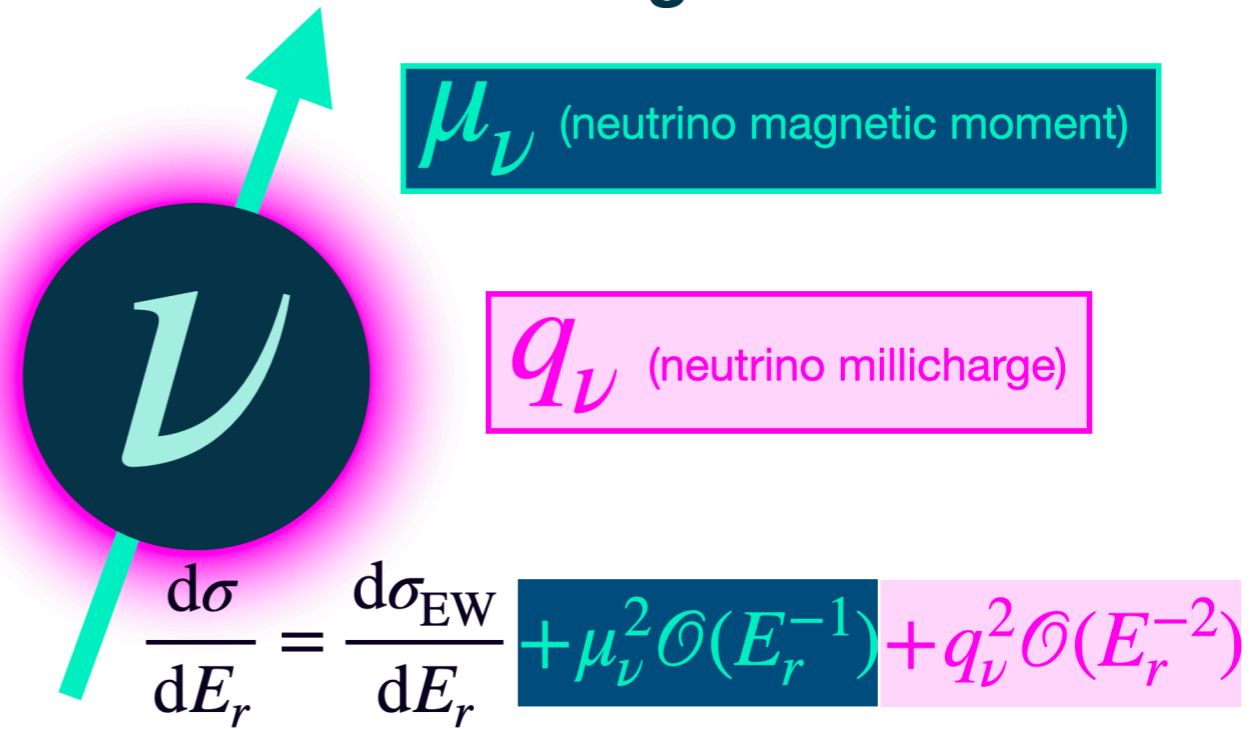 g
μ_ν (neutrino magnetic moment)
ν
q_ν (neutrino millicharge)
dσ/dE_r = dσ_EW/dE_r +μ_ν^2 𝒪(E_r^{-1}) +q_ν^2 𝒪(E_r^{-2})